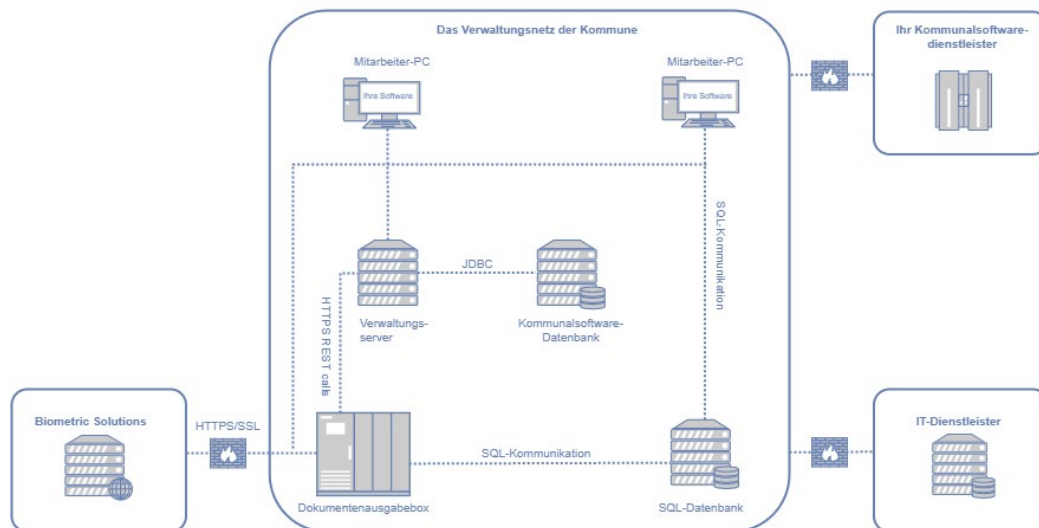 Das Verwaltungsnetz der Kommune
Ihr Kommunalsoftware-
dienstleister
Mitarbeiter-PC
Mitarbeiter-PC
Ihre Software
Ihre Software
SQL-Kommunikation
JDBC
HTTPS REST calls
Verwaltungs-
server
Kommunalsoftware-
Datenbank
Biometric Solutions
HTTPS/SSL
IT-Dienstleister
SQL-Kommunikation
Dokumentenausgabebox
SQL-Datenbank